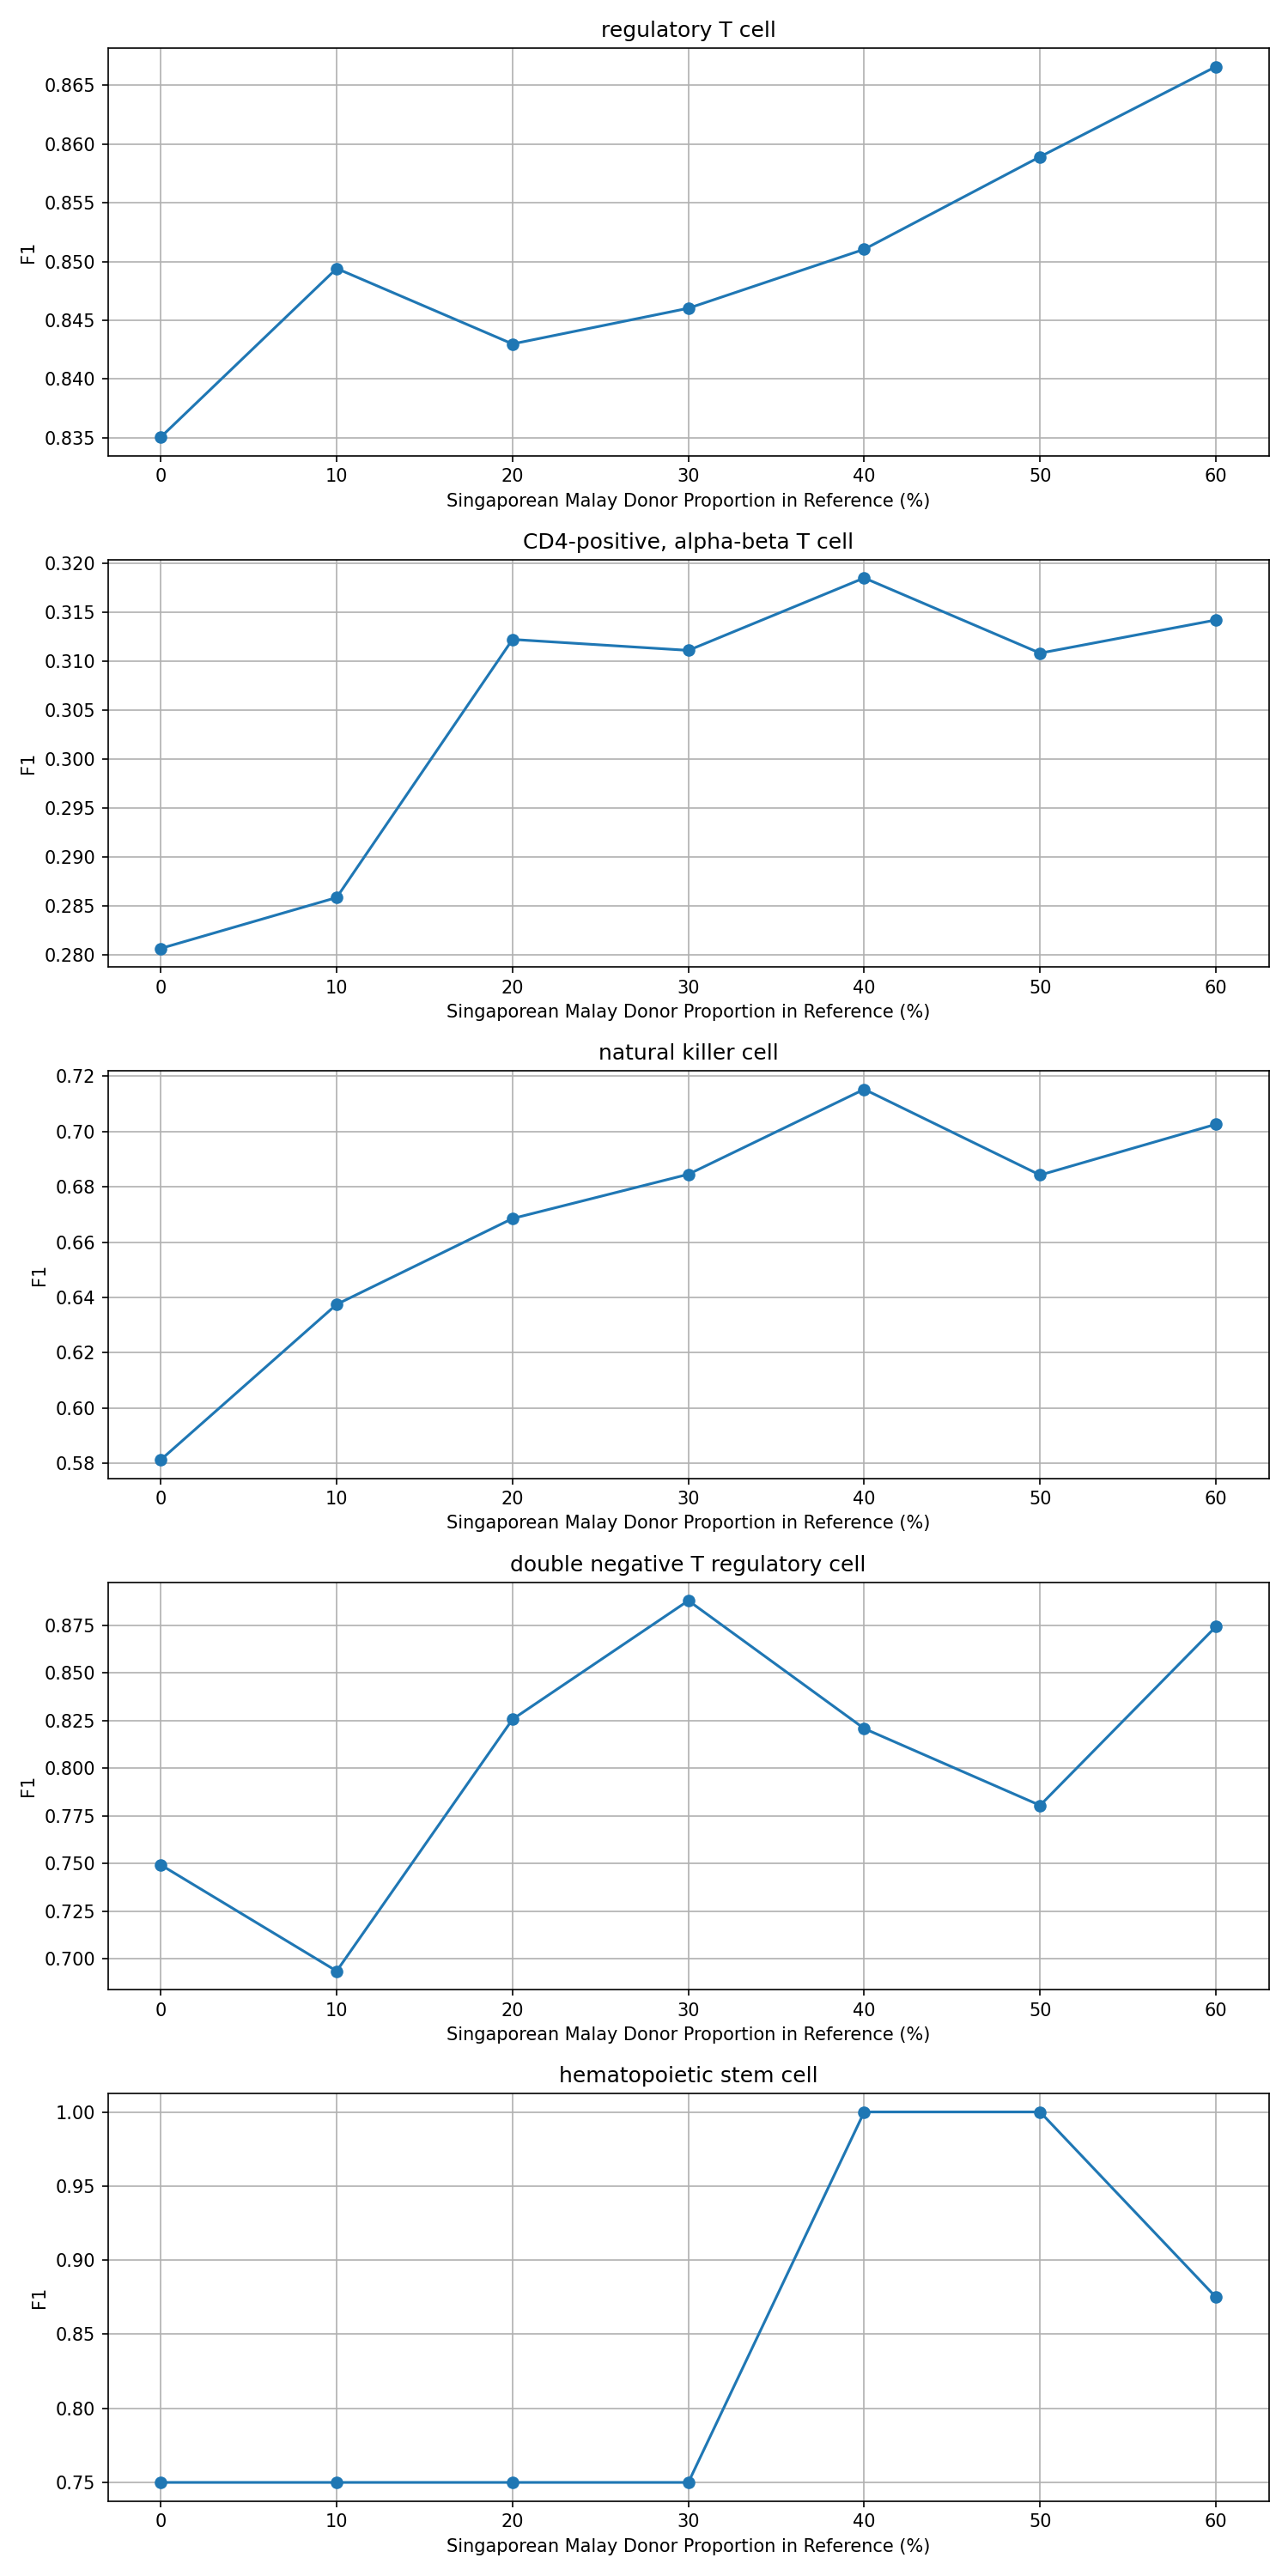 regulatory T cell
0.865
0.860
0.855
0.850
0.845
0.840
0.835
F1
0 10 20 30 40 50 60
Singaporean Malay Donor Proportion in Reference (%)
CD4-positive, alpha-beta T cell
0.320
0.315
0.310
0.305
0.300
0.295
0.290
0.285
0.280
F1
0 10 20 30 40 50 60
Singaporean Malay Donor Proportion in Reference (%)
natural killer cell
0.72
0.70
0.68
0.66
0.64
0.62
0.60
0.58
F1
0 10 20 30 40 50 60
Singaporean Malay Donor Proportion in Reference (%)
double negative T regulatory cell
0.875
0.850
0.825
0.800
0.775
0.750
0.725
0.700
F1
0 10 20 30 40 50 60
Singaporean Malay Donor Proportion in Reference (%)
hematopoietic stem cell
1.00
0.95
0.90
0.85
0.80
0.75
F1
0 10 20 30 40 50 60
Singaporean Malay Donor Proportion in Reference (%)